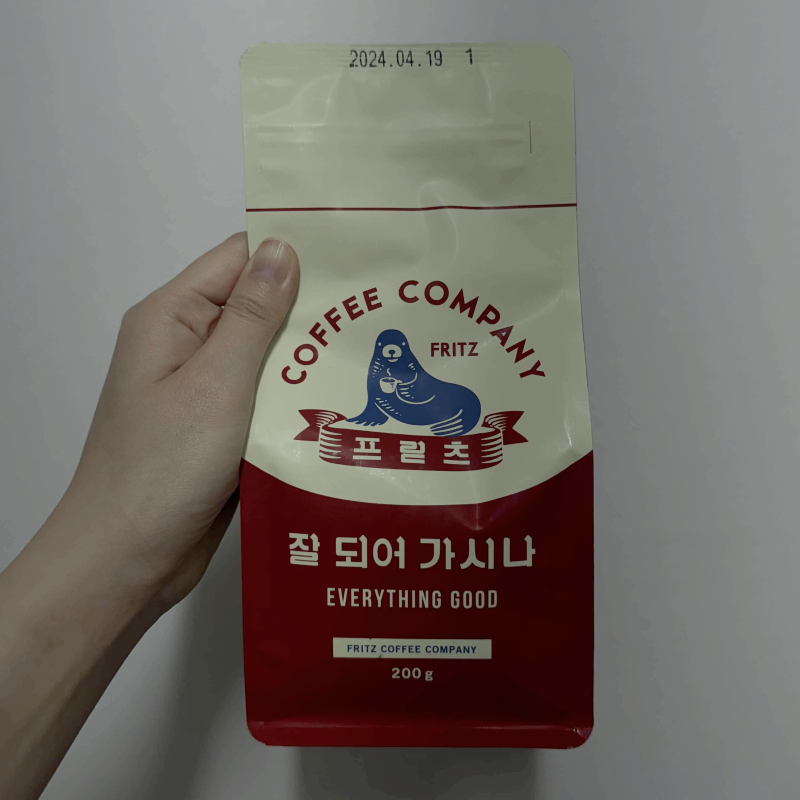 2024.04.19 1
COFFEE COMPANY
FRITZ
프릳츠
잘 되어 가시나
EVERYTHING GOOD
FRITZ COFFEE COMPANY
200g